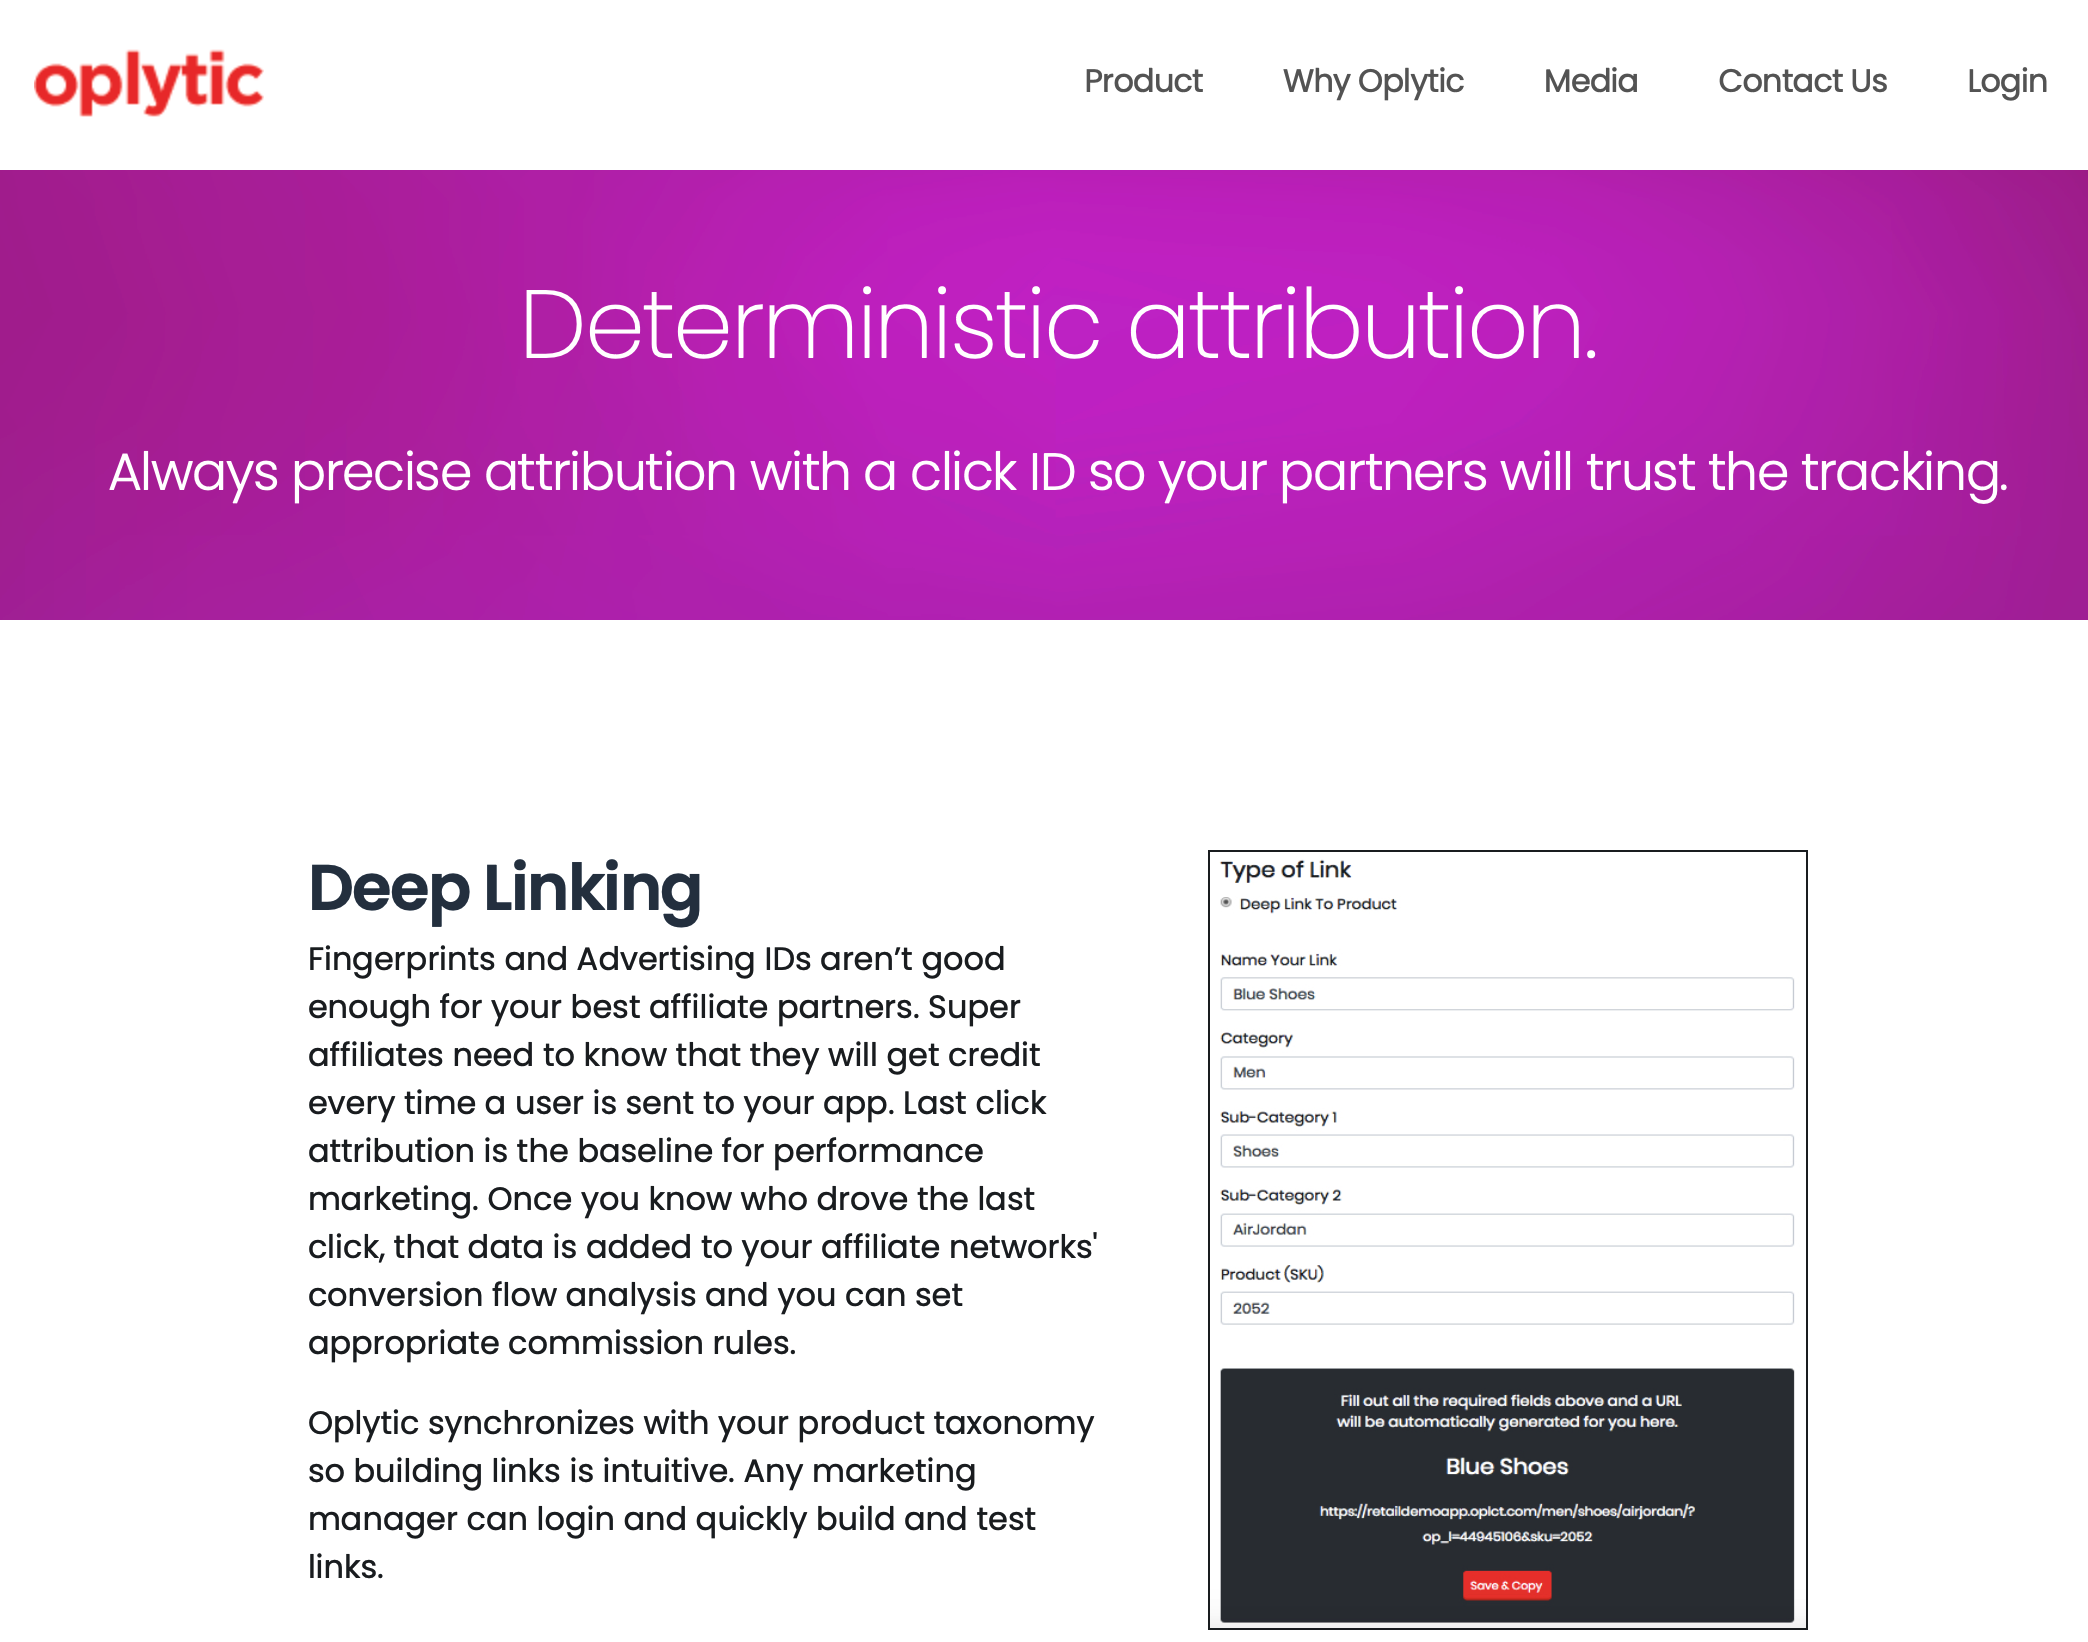 oplytic
Product
Why Oplytic
Media
Contact Us
Login
Deterministic attribution.
Always precise attribution with a click ID so your partners will trust the tracking.
Deep Linking
Fingerprints and Advertising IDs aren’t good
enough for your best affiliate partners. Super
affiliates need to know that they will get credit
every time a user is sent to your app. Last click
attribution is the baseline for performance
marketing. Once you know who drove the last
click, that data is added to your affiliate networks'
conversion flow analysis and you can set
appropriate commission rules.
Oplytic synchronizes with your product taxonomy
so building links is intuitive. Any marketing
manager can login and quickly build and test
links.
Type of Link
Deep Link To Product
Name Your Link
Blue Shoes
Category
Men
Sub-Category 1
Shoes
Sub-Category 2
AirJordan
Product (SKU)
2052
Fill out all the required fields above and a URL
will be automatically generated for you here.
Blue Shoes
https://retaildemoapp.oplct.com/men/shoes/airjordan/?
op_l=44945106&sku=2052
Save & Copy